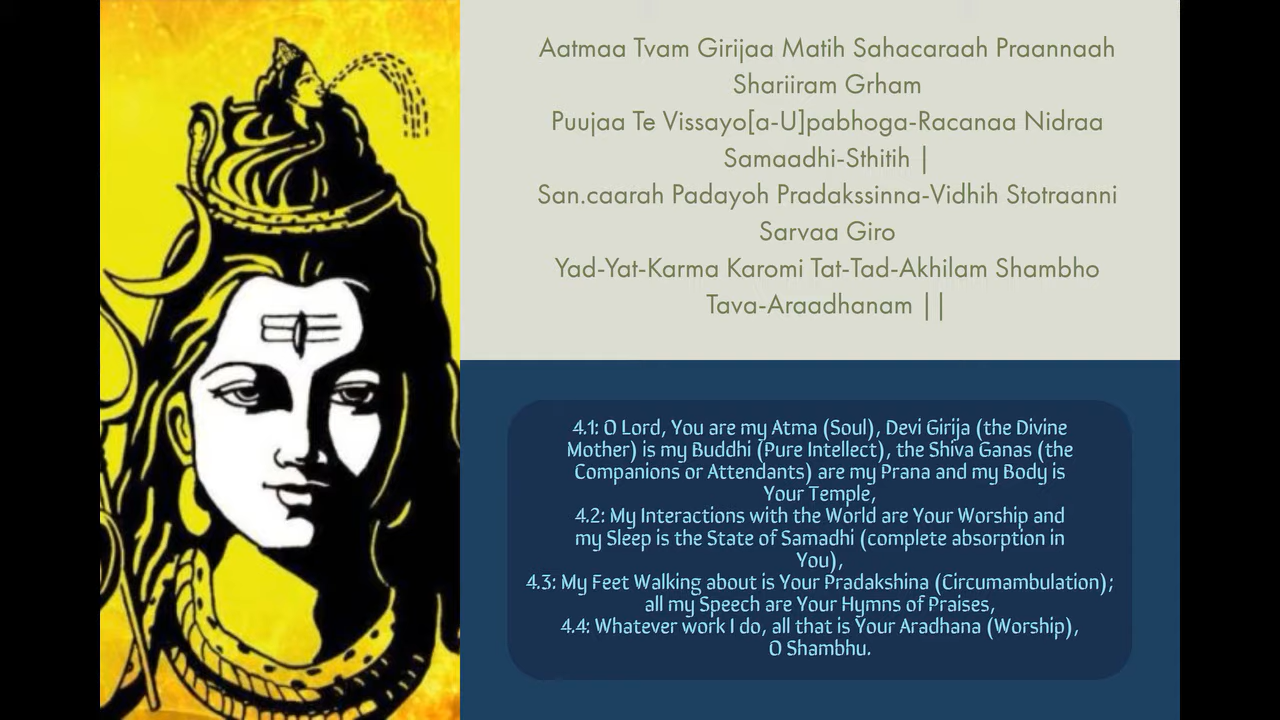 Aatmaa Tvam Girijaa Matih Sahacaraah Praannaah
Shariiram Grham
Puujaa Te Vissayo[a-U]pabhoga-Racanaa Nidraa
Samaadhi-Sthitih |
San.caarah Padayoh Pradakssinna-Vidhih Stotraanni
Sarvaa Giro
Yad-Yat-Karma Karomi Tat-Tad-Akhilam Shambho
Tava-Araadhanam ||
4.1: O Lord, You are my Atma (Soul), Devi Girija (the Divine
Mother) is my Buddhi (Pure Intellect), the Shiva Ganas (the
Companions or Attendants) are my Prana and my Body is
Your Temple,
4.2: My Interactions with the World are Your Worship and
my Sleep is the State of Samadhi (complete absorption in
You),
4.3: My Feet Walking about is Your Pradakshina (Circumambulation);
all my Speech are Your Hymns of Praises,
4.4: Whatever work I do, all that is Your Aradhana (Worship),
O Shambhu.